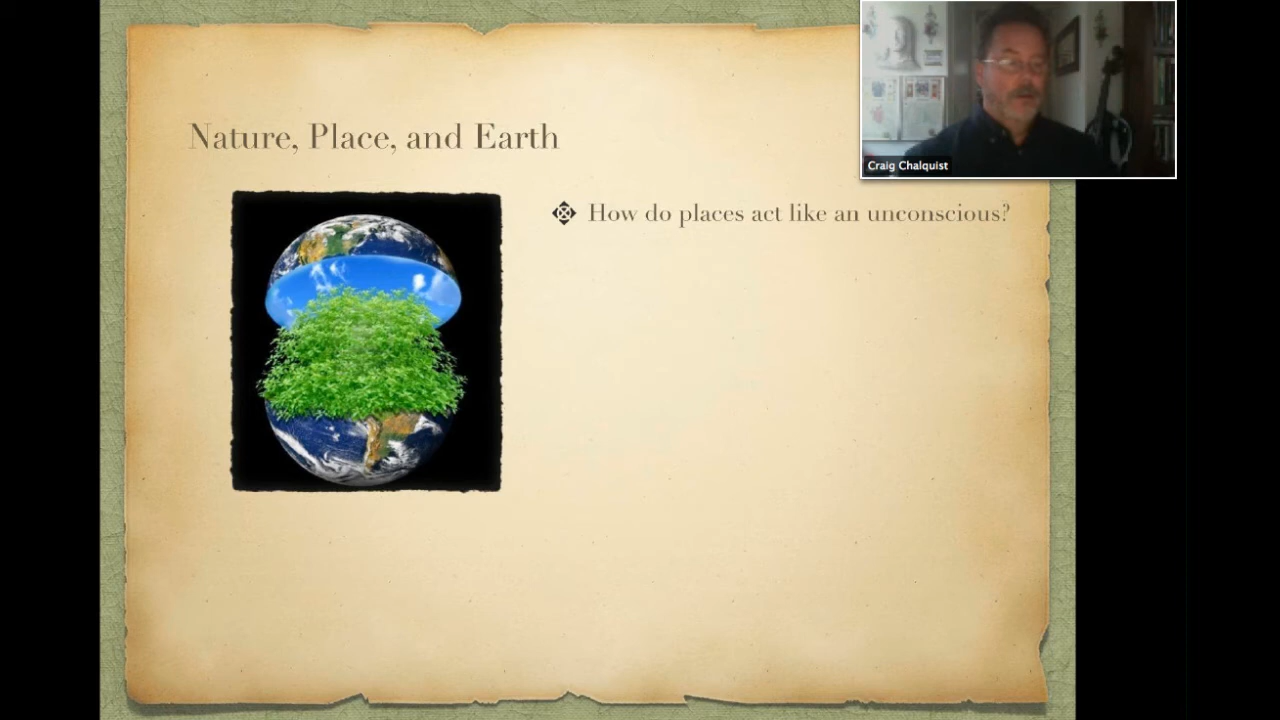 Nature, Place, and Earth
How do places act like an unconscious?
Craig Chalquist